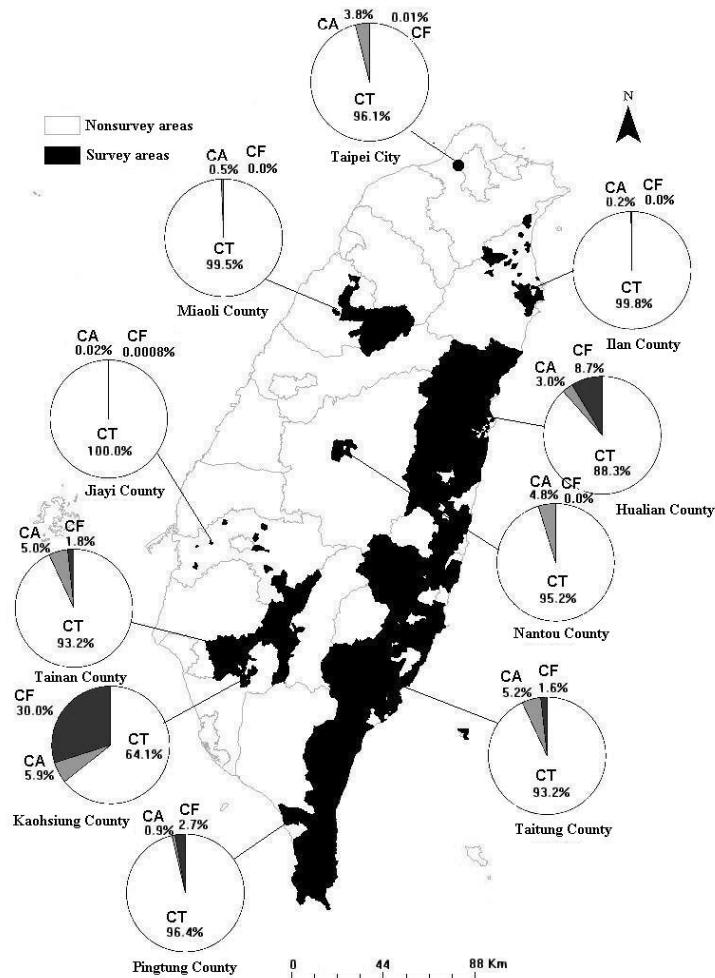 3.8% 0.01%
CA CF
CT
96.1%
Taipei City
N
Nonsurvey areas
Survey areas
CA CF
0.5% 0.0%
CT
99.5%
Miaoli County
CA CF
0.2% 0.0%
CT
99.8%
Ilan County
CA CF
0.02% 0.0008%
CT
100.0%
Jiayi County
CF
8.7%
CA
3.0%
CT
88.3%
Hualian County
CA CF
4.8% 0.0%
CT
95.2%
Nantou County
CA CF
5.0% 1.8%
CT
93.2%
Tainan County
CF
30.0%
CT
64.1%
CA
5.9%
Kaohsiung County
CA CF
5.2% 1.6%
CT
93.2%
Taitung County
CA CF
0.9% 2.7%
CT
96.4%
Pingtung County
0 44 88 Km